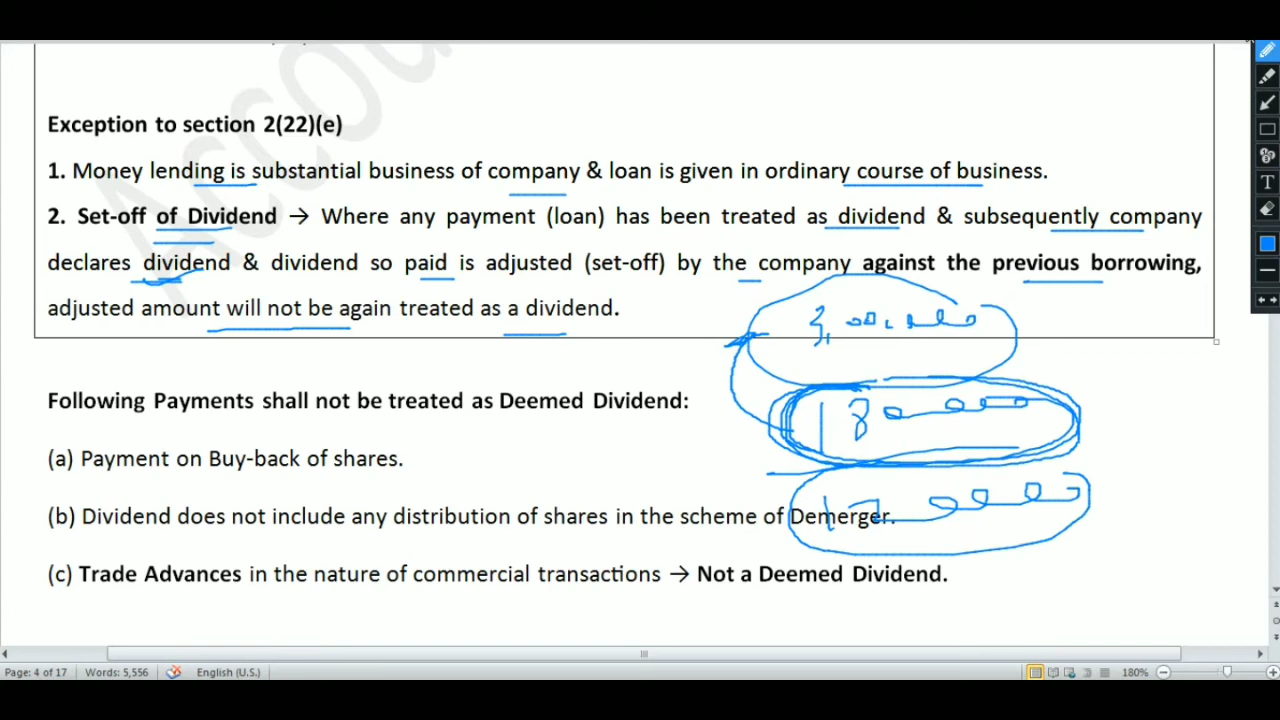 Exception to section 2(22)(e)
1. Money lending is substantial business of company & loan is given in ordinary course of business.
2. Set-off of Dividend → Where any payment (loan) has been treated as dividend & subsequently company
declares dividend & dividend so paid is adjusted (set-off) by the company against the previous borrowing,
adjusted amount will not be again treated as a dividend.
Following Payments shall not be treated as Deemed Dividend:
(a) Payment on Buy-back of shares.
(b) Dividend does not include any distribution of shares in the scheme of Demerger.
(c) Trade Advances in the nature of commercial transactions → Not a Deemed Dividend.
Page: 4 of 17 Words: 5,556 English (U.S.) 180%